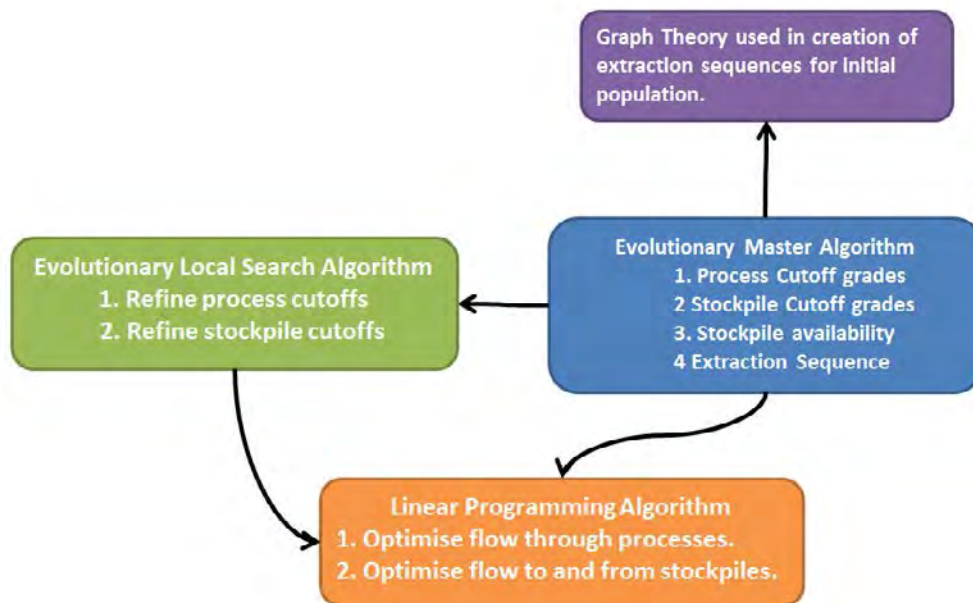 Graph Theory used in creation of
extraction sequences for initial
population.
Evolutionary Master Algorithm
1. Process Cutoff grades
2 Stockpile Cutoff grades
3. Stockpile availability
4 Extraction Sequence
Evolutionary Local Search Algorithm
1. Refine process cutoffs
2. Refine stockpile cutoffs
Linear Programming Algorithm
1. Optimise flow through processes.
2. Optimise flow to and from stockpiles.